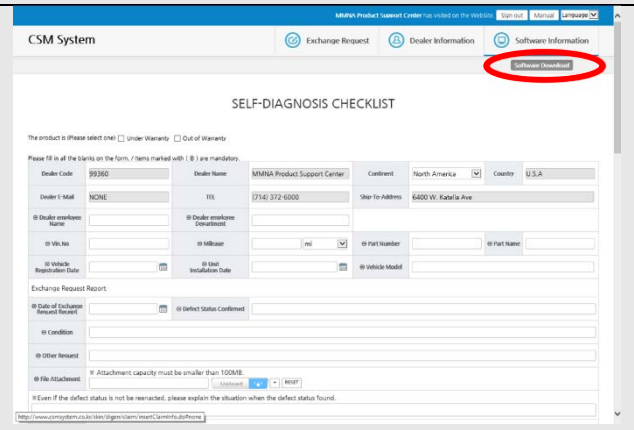 MMNA Product Support Center has visited on the WebSite. Sign out Manual Language
CSM System Exchange Request Dealer Information Software Information
Software Download
SELF-DIAGNOSIS CHECKLIST
The product is (Please select one) Under Warranty Out of Warranty
Please fill in all the blanks on the form. / Items marked with ( ) are mandatory.
Dealer Code 99360 Dealer Name MMNA Product Support Center Continent North America Country U.S.A
Dealer E-Mail NONE TEL (714) 372-6000 Ship-To-Address 6400 W. Katella Ave
Dealer employee Name Dealer employee Department
Vin.No Mileage mi Part Number Part Name
Vehicle Registration Date Unit Installation Date Vehicle Model
Exchange Request Report
Date of Exchange Request Receipt Defect Status Confirmed
Condition
Other Request
※ Attachment capacity must be smaller than 100MB.
File Attachment Upload + RESET
※Even if the defect status is not be reenacted, please explain the situation when the defect status found.